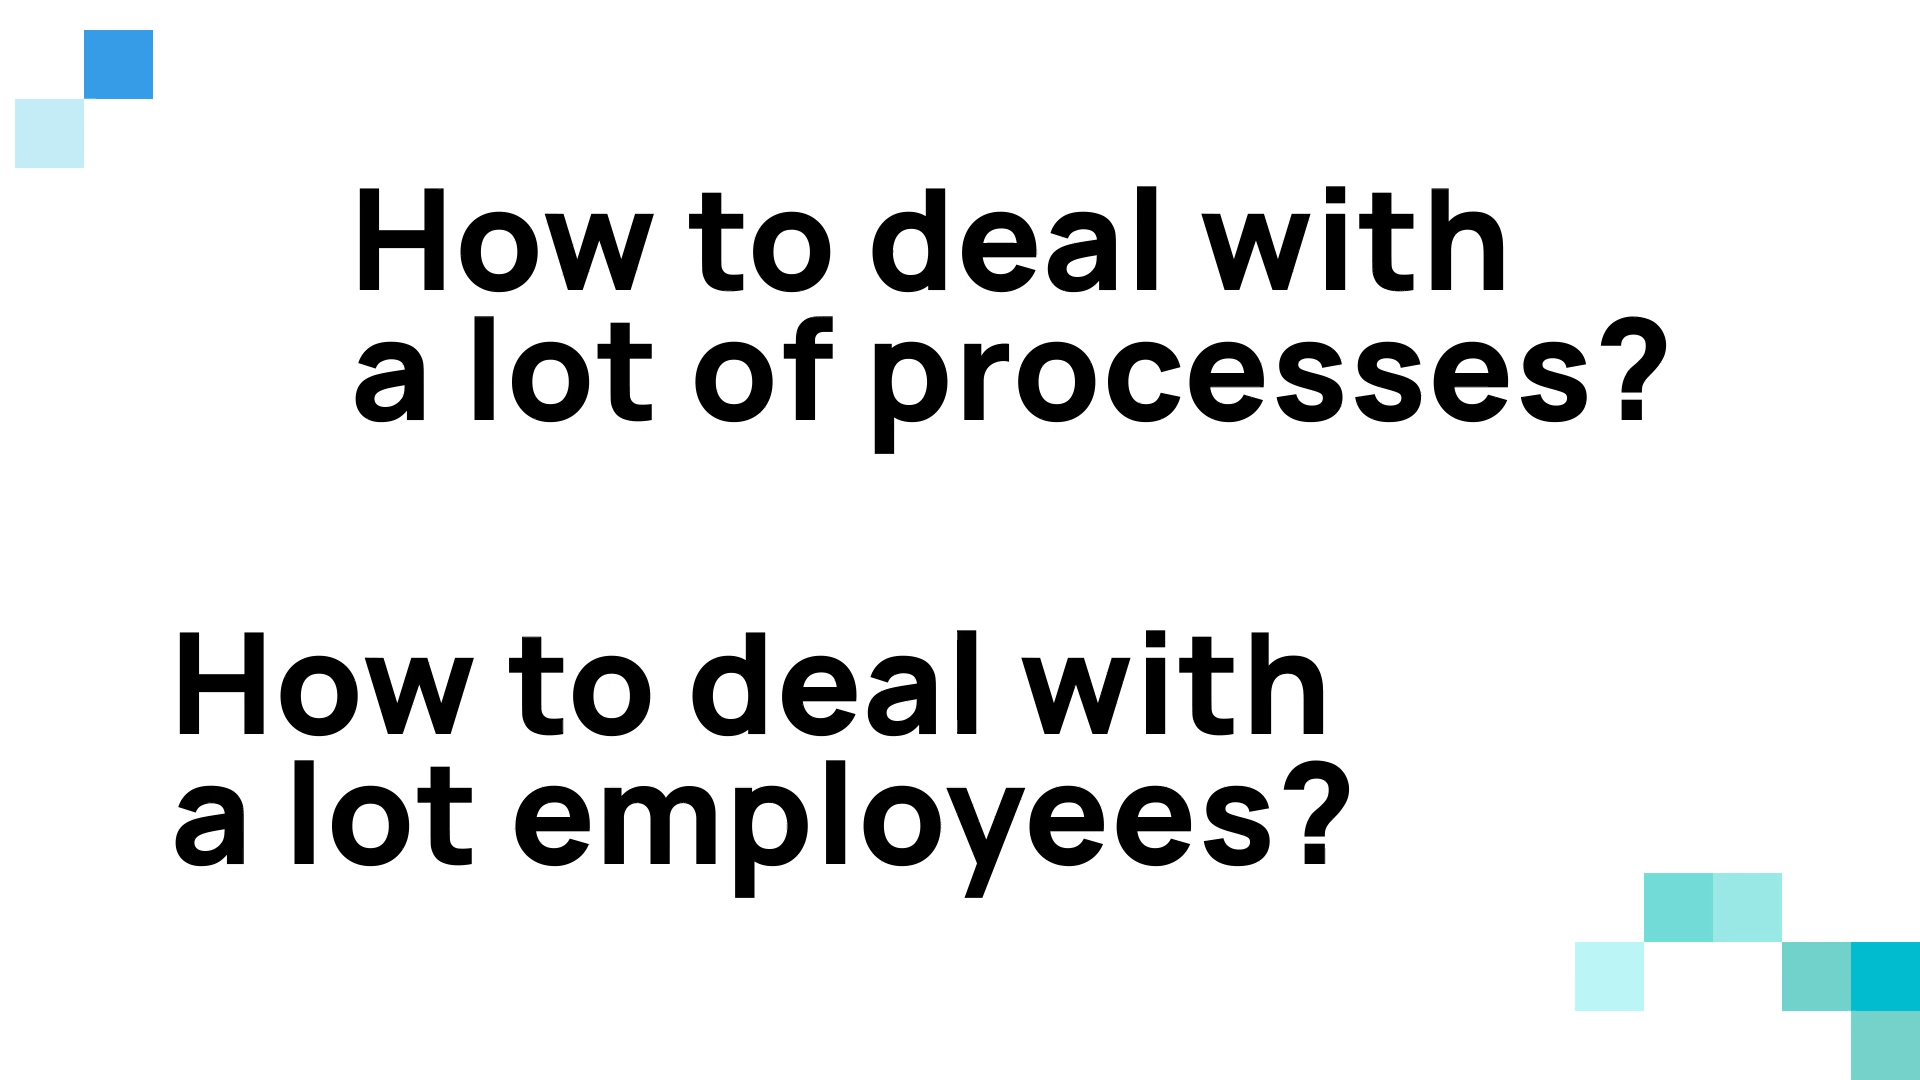 How to deal with
a lot of processes?
How to deal with
a lot employees?